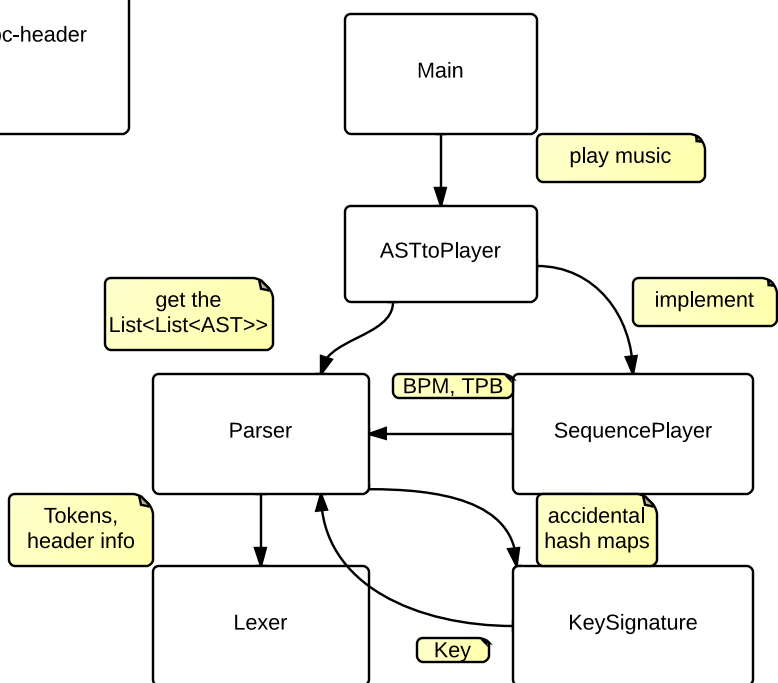 c-header
Main
play music
ASTtoPlayer
get the
List<List<AST>>
implement
BPM, TPB
Parser
SequencePlayer
Tokens,
header info
accidental
hash maps
Lexer
KeySignature
Key